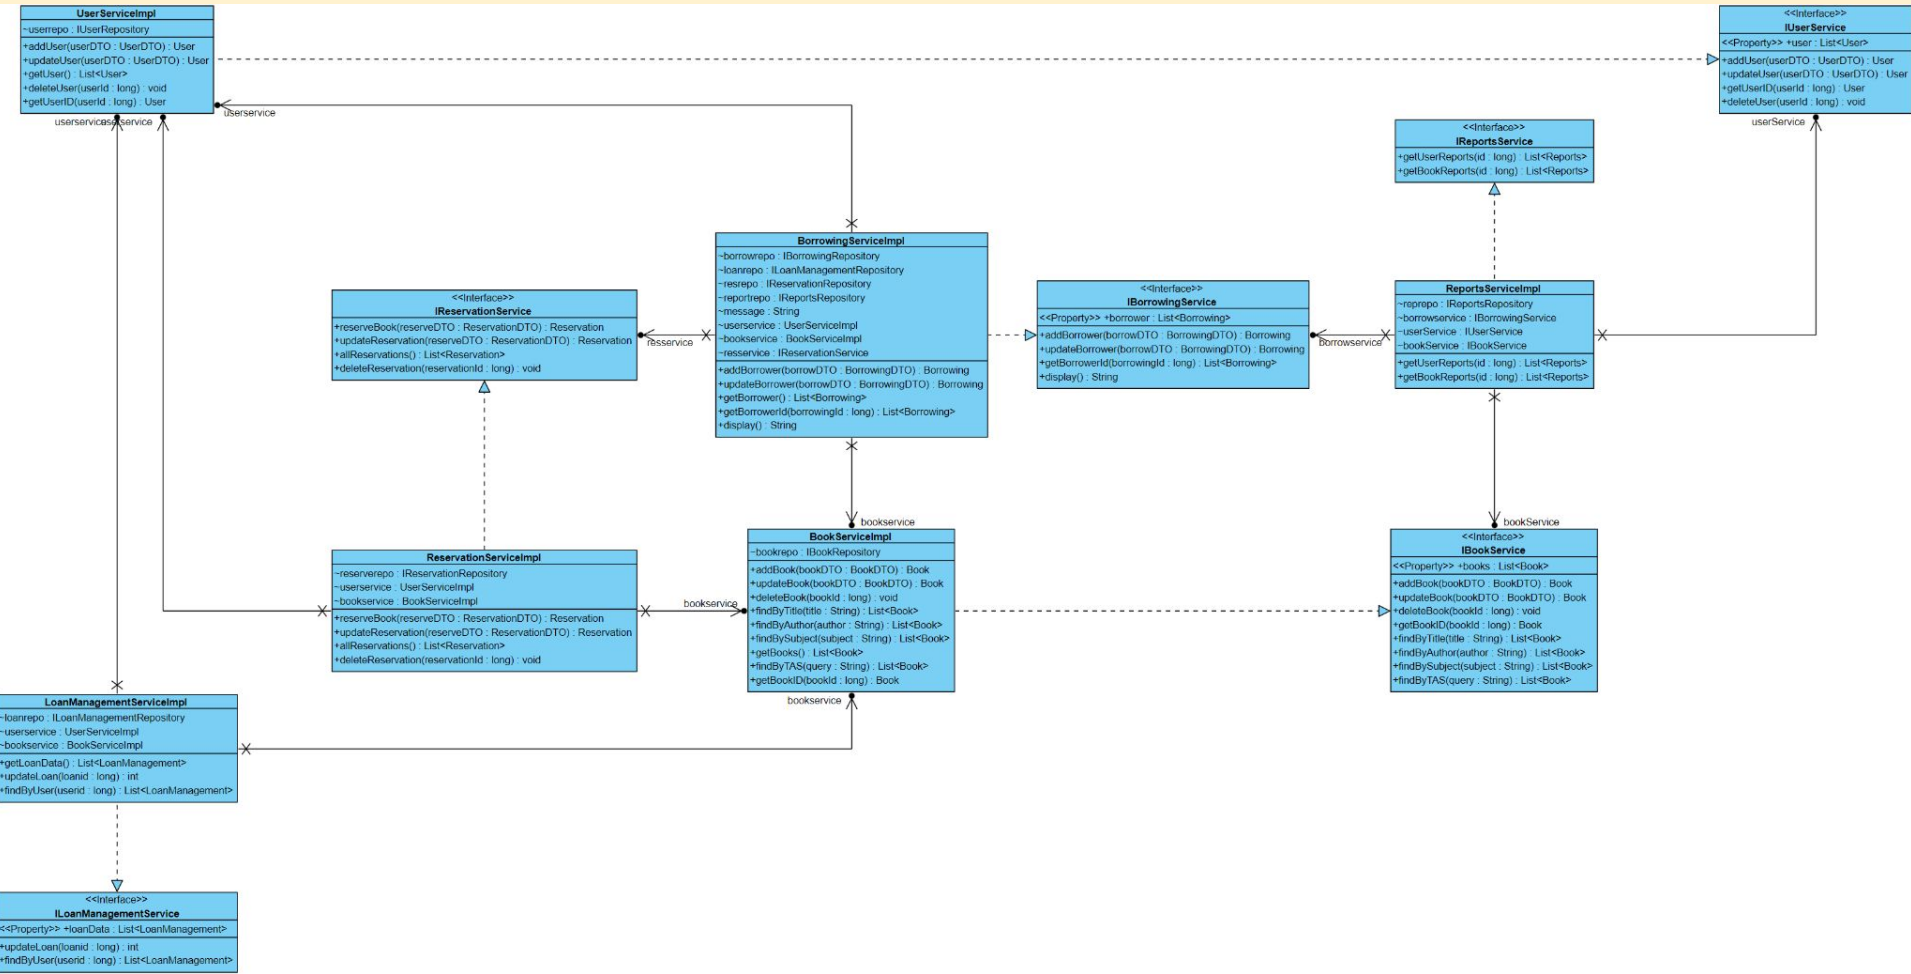 UserServiceImpl
~userrepo : IUserRepository
+addUser(userDTO : UserDTO) : User
+updateUser(userDTO : UserDTO) : User
+getUser() : List<User>
+deleteUser(userId : long) : void
+getUserID(userId : long) : User
userservice
userservice
userservice
<<Interface>>
IUserService
<<Property>> +user : List<User>
+addUser(userDTO : UserDTO) : User
+updateUser(userDTO : UserDTO) : User
+getUserID(userId : long) : User
+deleteUser(userId : long) : void
userService
<<Interface>>
IReportsService
+getUserReports(id : long) : List<Reports>
+getBookReports(id : long) : List<Reports>
BorrowingServiceImpl
~borrowrepo : IBorrowingRepository
~loanrepo : ILoanManagementRepository
~resrepo : IReservationRepository
~reportrepo : IReportsRepository
~message : String
~userservice : UserServiceImpl
~bookservice : BookServiceImpl
~resservice : IReservationService
+addBorrower(borrowDTO : BorrowingDTO) : Borrowing
+updateBorrower(borrowDTO : BorrowingDTO) : Borrowing
+getBorrower() : List<Borrowing>
+getBorrowerId(borrowingId : long) : List<Borrowing>
+display() : String
<<Interface>>
IReservationService
+reserveBook(reserveDTO : ReservationDTO) : Reservation
+updateReservation(reserveDTO : ReservationDTO) : Reservation
+allReservations() : List<Reservation>
+deleteReservation(reservationId : long) : void
resservice
<<Interface>>
IBorrowingService
<<Property>> +borrower : List<Borrowing>
+addBorrower(borrowDTO : BorrowingDTO) : Borrowing
+updateBorrower(borrowDTO : BorrowingDTO) : Borrowing
+getBorrowerId(borrowingId : long) : List<Borrowing>
+display() : String
borrowservice
ReportsServiceImpl
~reprepo : IReportsRepository
~borrowservice : IBorrowingService
~userService : IUserService
~bookService : IBookService
+getUserReports(id : long) : List<Reports>
+getBookReports(id : long) : List<Reports>
bookservice
bookService
ReservationServiceImpl
~reserverepo : IReservationRepository
~userservice : UserServiceImpl
~bookservice : BookServiceImpl
+reserveBook(reserveDTO : ReservationDTO) : Reservation
+updateReservation(reserveDTO : ReservationDTO) : Reservation
+allReservations() : List<Reservation>
+deleteReservation(reservationId : long) : void
bookservice
BookServiceImpl
~bookrepo : IBookRepository
+addBook(bookDTO : BookDTO) : Book
+updateBook(bookDTO : BookDTO) : Book
+deleteBook(bookId : long) : void
+findByTitle(title : String) : List<Book>
+findByAuthor(author : String) : List<Book>
+findBySubject(subject : String) : List<Book>
+getBooks() : List<Book>
+findByTAS(query : String) : List<Book>
+getBookID(bookId : long) : Book
bookservice
<<Interface>>
IBookService
<<Property>> +books : List<Book>
+addBook(bookDTO : BookDTO) : Book
+updateBook(bookDTO : BookDTO) : Book
+deleteBook(bookId : long) : void
+getBookID(bookId : long) : Book
+findByTitle(title : String) : List<Book>
+findByAuthor(author : String) : List<Book>
+findBySubject(subject : String) : List<Book>
+findByTAS(query : String) : List<Book>
LoanManagementServiceImpl
~loanrepo : ILoanManagementRepository
~userservice : UserServiceImpl
~bookservice : BookServiceImpl
+getLoanData() : List<LoanManagement>
+updateLoan(loanid : long) : int
+findByUser(userid : long) : List<LoanManagement>
<<Interface>>
ILoanManagementService
<<Property>> +loanData : List<LoanManagement>
+updateLoan(loanid : long) : int
+findByUser(userid : long) : List<LoanManagement>